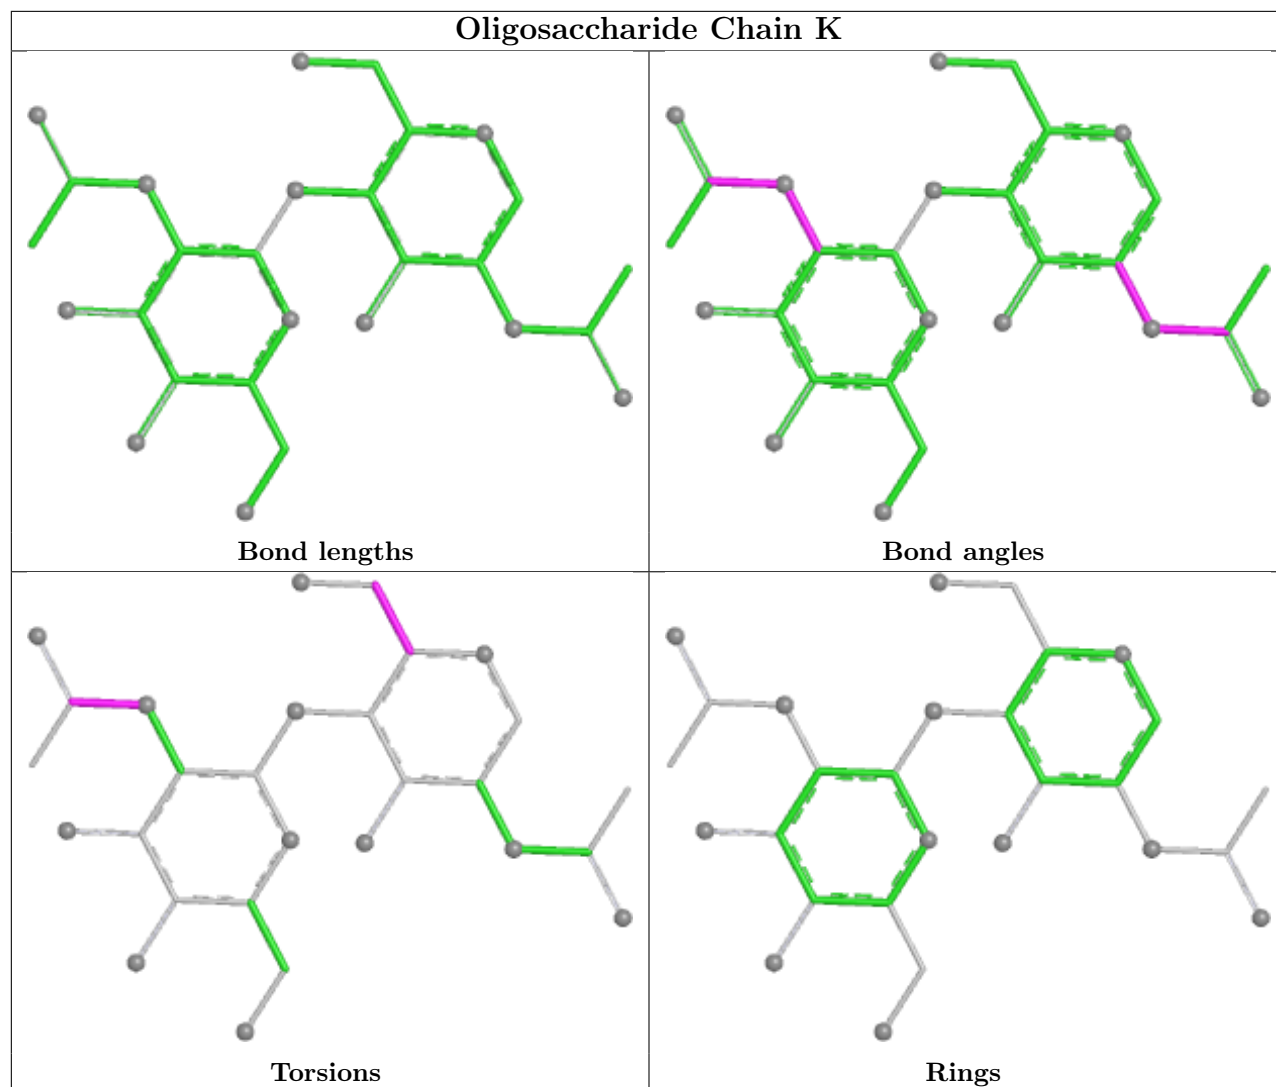 Oligosaccharide Chain K
Bond lengths
Bond angles
Torsions
Rings